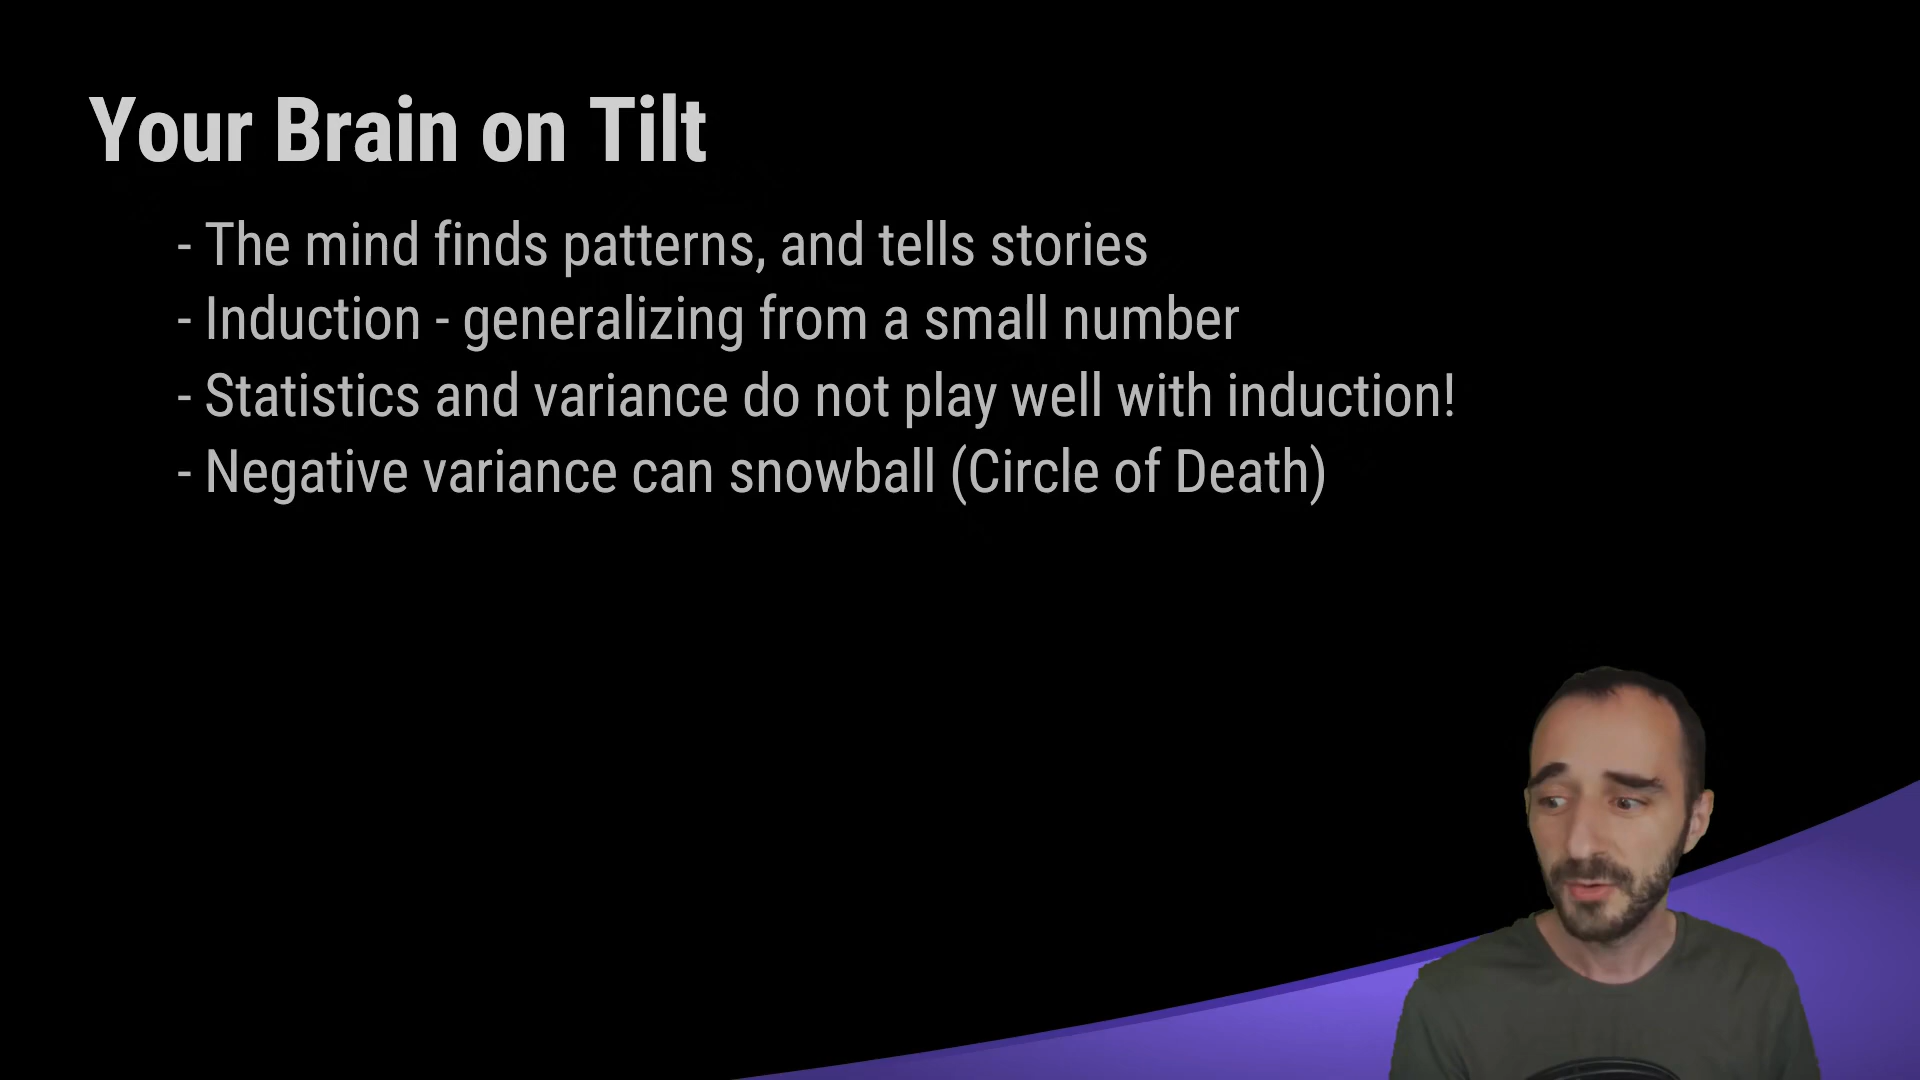 Your Brain on Tilt
- The mind finds patterns, and tells stories
- Induction - generalizing from a small number
- Statistics and variance do not play well with induction!
- Negative variance can snowball (Circle of Death)